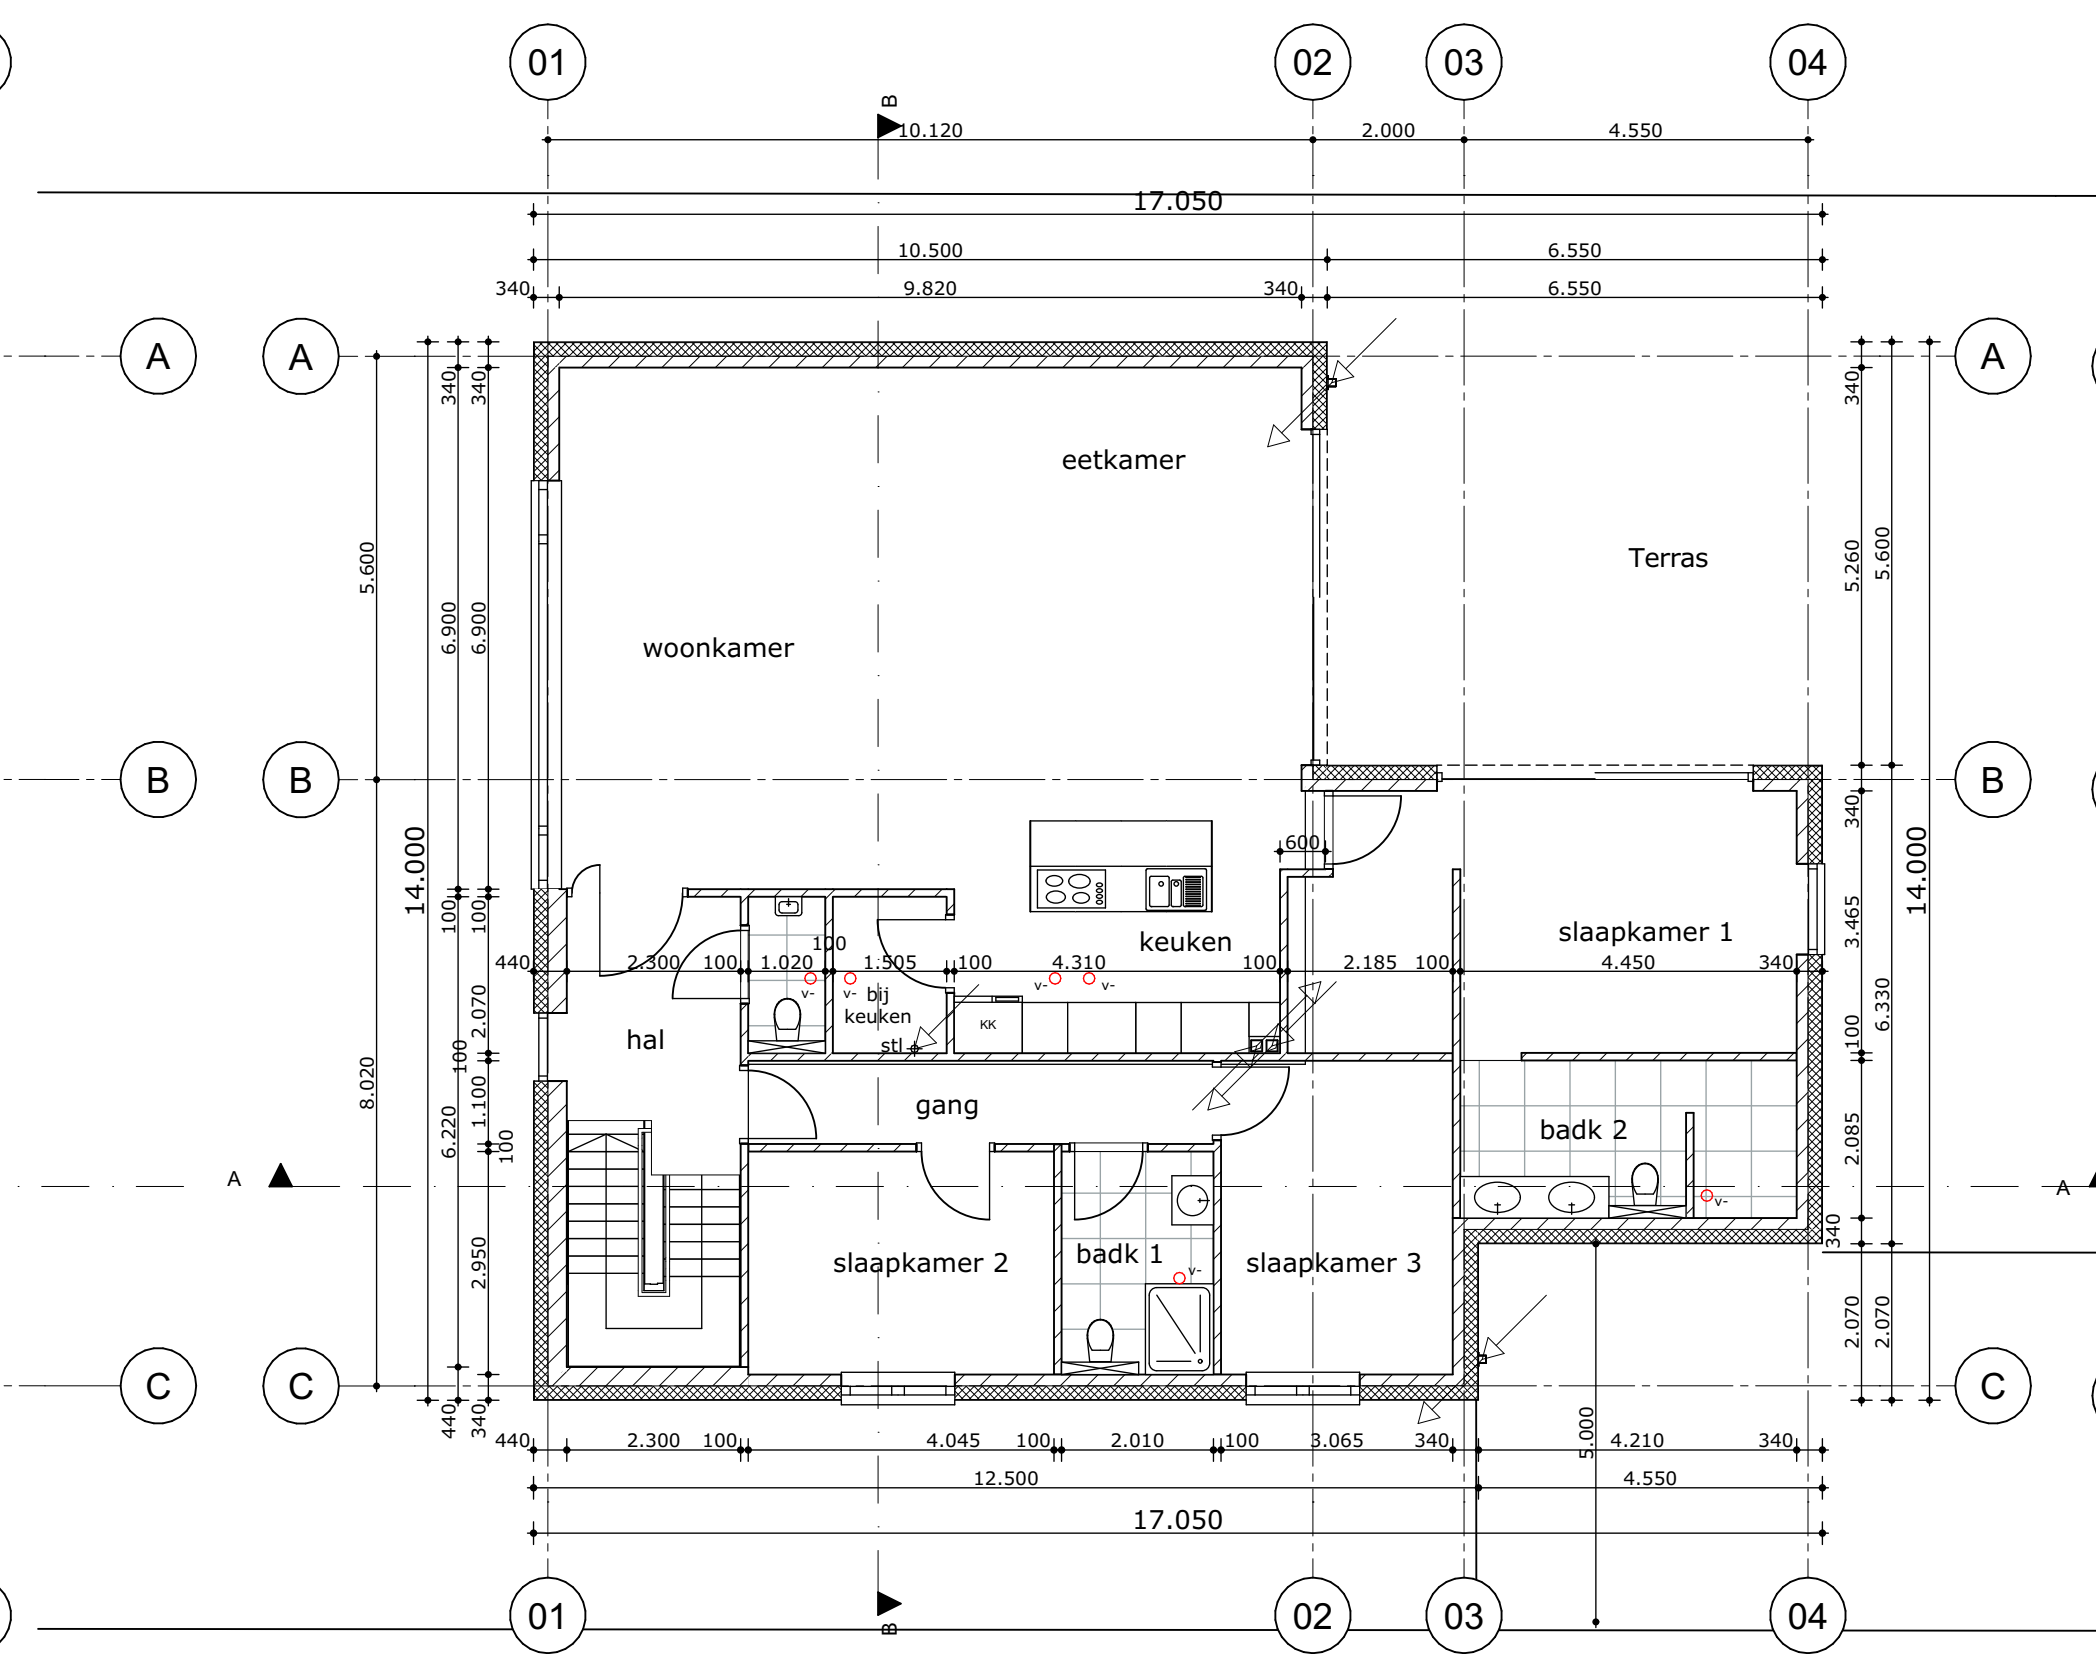 01 02 03 04
B
10.120 2.000 4.550
17.050
10.500 6.550
340 9.820 340 6.550
A A A
340 340 340
eetkamer
5.600 5.260 5.600
Terras
6.900 6.900
woonkamer
B B B
340
14.000 14.000
600
100 100 3.465
slaapkamer 1
keuken
100
440 2.300 100 1.020 1.505 100 4.310 100 2.185 100 4.450 340
v- v- v- v-
bij
keuken
KK
stl
hal
2.070 6.330
100 100
8.020 1.100
gang
6.220
badk 2
2.085
100
A A
v-
340
slaapkamer 2
badk 1
v-
slaapkamer 3
2.950
2.070 2.070
C C C
440 340
5.000
440 2.300 100 4.045 100 2.010 100 3.065 340 4.210 340
12.500 4.550
17.050
01 02 03 04
B